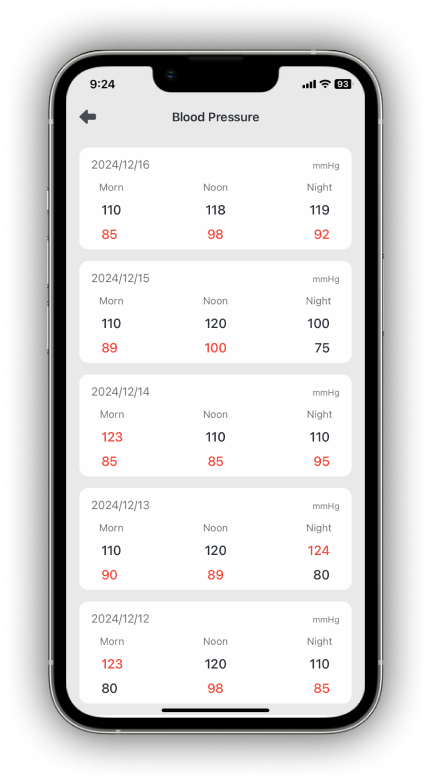 9:24 93
Blood Pressure
2024/12/16 mmHg
Morn Noon Night
110 118 119
85 98 92
2024/12/15 mmHg
Morn Noon Night
110 120 100
89 100 75
2024/12/14 mmHg
Morn Noon Night
123 110 110
85 85 95
2024/12/13 mmHg
Morn Noon Night
110 120 124
90 89 80
2024/12/12 mmHg
Morn Noon Night
123 120 110
80 98 85